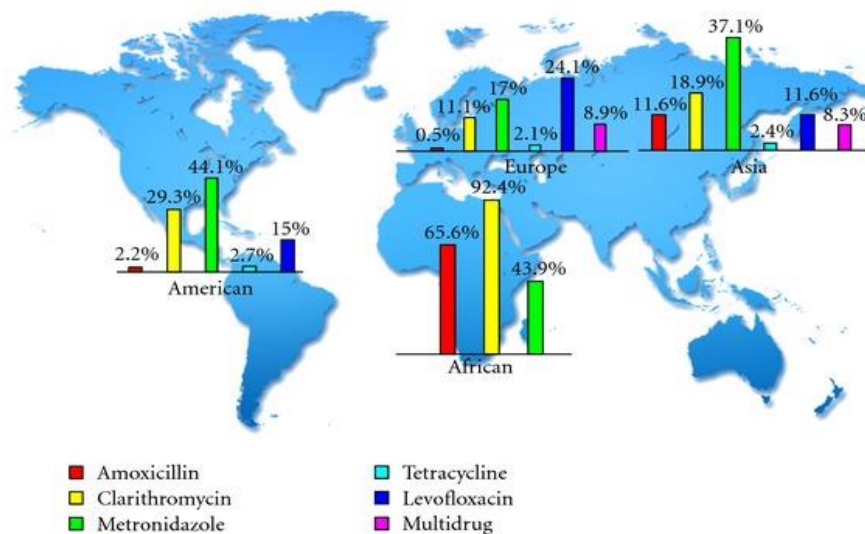 37.1%
24.1%
18.9%
17%
11.6%
11.6%
11.1%
8.9%
8.3%
0.5%
2.1%
2.4%
Europe
Asia
44.1%
92.4%
29.3%
65.6%
15%
2.2%
2.7%
43.9%
American
African
Amoxicillin
Clarithromycin
Metronidazole
Tetracycline
Levofloxacin
Multidrug